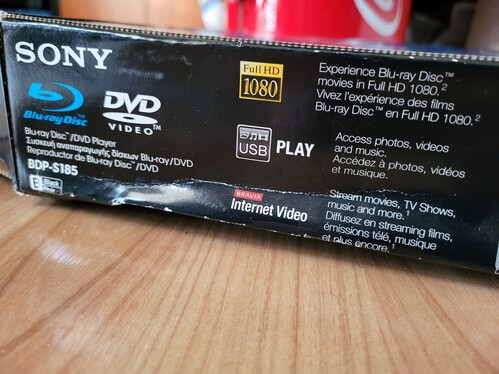 SONY
Blu-ray Disc™
DVD
VIDEO™
Blu-ray Disc™/DVD Player
Συσκευή αναπαραγωγής δίσκων Blu-ray/DVD
Reproductor de Blu-ray Disc™/DVD
BDP-S185
B
Full HD
1080
Experience Blu-ray Disc™
movies in Full HD 1080.²
Vivez l'expérience des films
Blu-ray Disc™ en Full HD 1080.²
USB
PLAY
Access photos, videos
and music.
Accédez à photos, vidéos
et musique.
BRAVIA
Internet Video
Stream movies, TV Shows,
music and more.¹
Diffusez en streaming films,
émissions télé, musique
et plus encore.¹